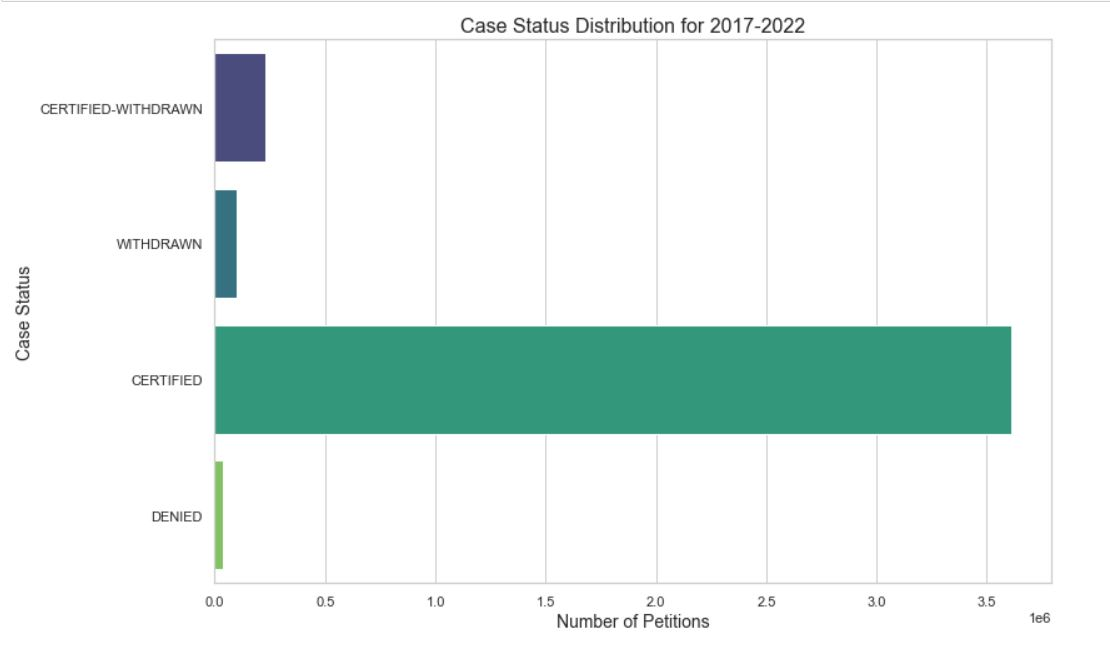 Case Status Distribution for 2017-2022
CERTIFIED-WITHDRAWN
WITHDRAWN
CERTIFIED
DENIED
Case Status
0.0 0.5 1.0 1.5 2.0 2.5 3.0 3.5
1e6
Number of Petitions